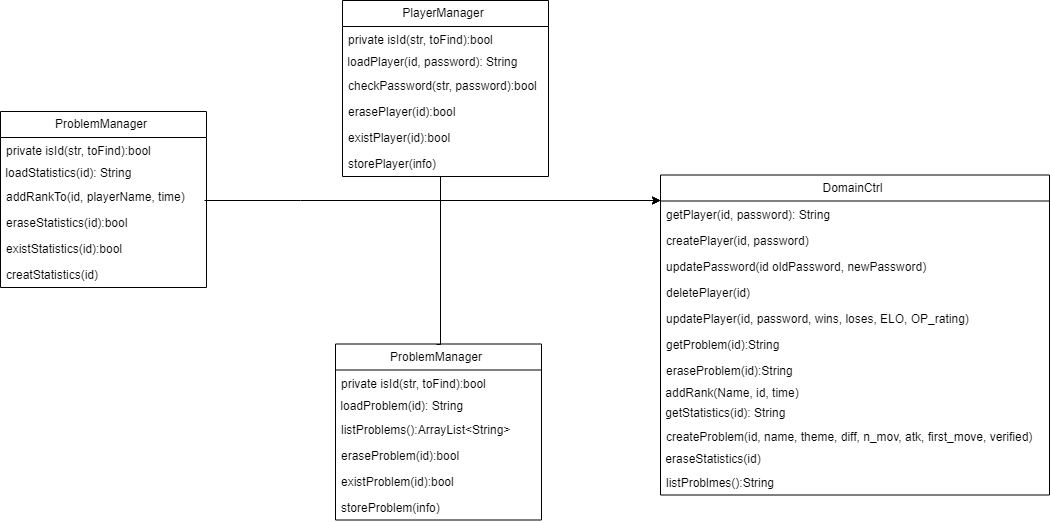 PlayerManager
private isId(str, toFind):bool
loadPlayer(id, password): String
checkPassword(str, password):bool
erasePlayer(id):bool
existPlayer(id):bool
storePlayer(info)
ProblemManager
private isId(str, toFind):bool
loadStatistics(id): String
addRankTo(id, playerName, time)
eraseStatistics(id):bool
existStatistics(id):bool
creatStatistics(id)
DomainCtrl
getPlayer(id, password): String
createPlayer(id, password)
updatePassword(id oldPassword, newPassword)
deletePlayer(id)
updatePlayer(id, password, wins, loses, ELO, OP_rating)
getProblem(id):String
eraseProblem(id):String
addRank(Name, id, time)
getStatistics(id): String
createProblem(id, name, theme, diff, n_mov, atk, first_move, verified)
eraseStatistics(id)
listProblmes():String
ProblemManager
private isId(str, toFind):bool
loadProblem(id): String
listProblems():ArrayList<String>
eraseProblem(id):bool
existProblem(id):bool
storeProblem(info)